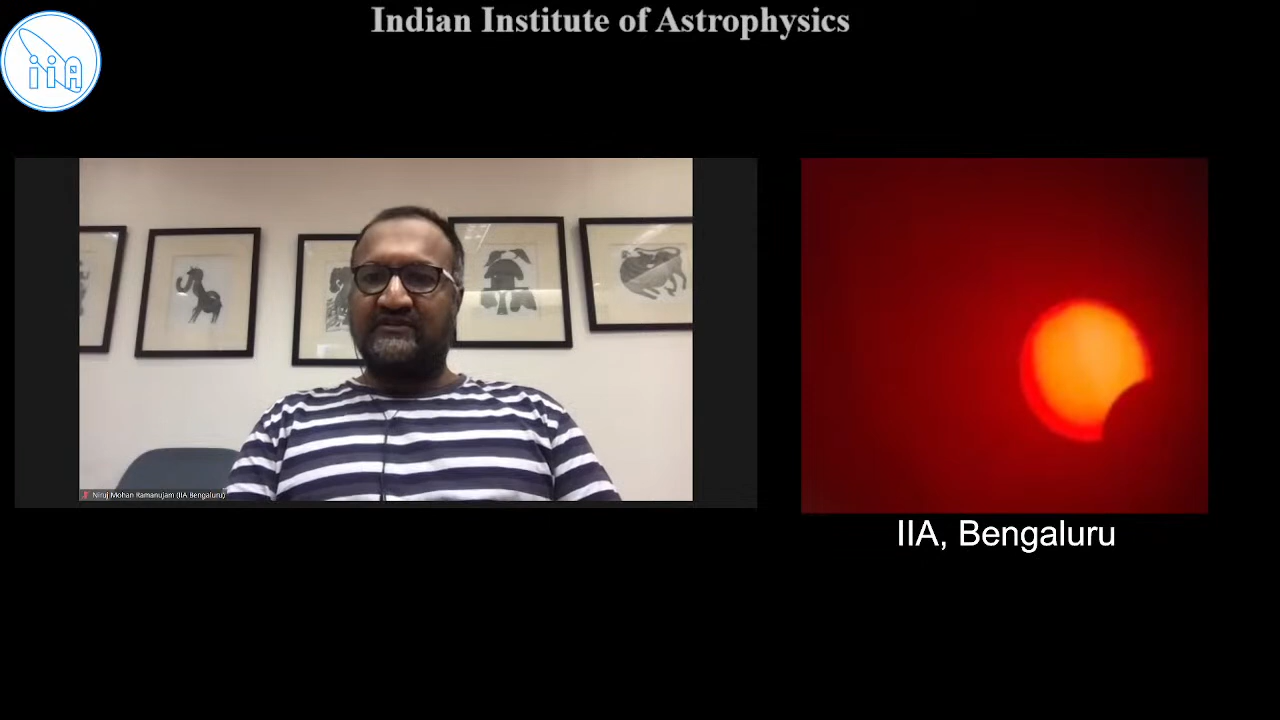 Indian Institute of Astrophysics
iiA
Niruj Mohan Ramanujam (IIA Bengaluru)
IIA, Bengaluru